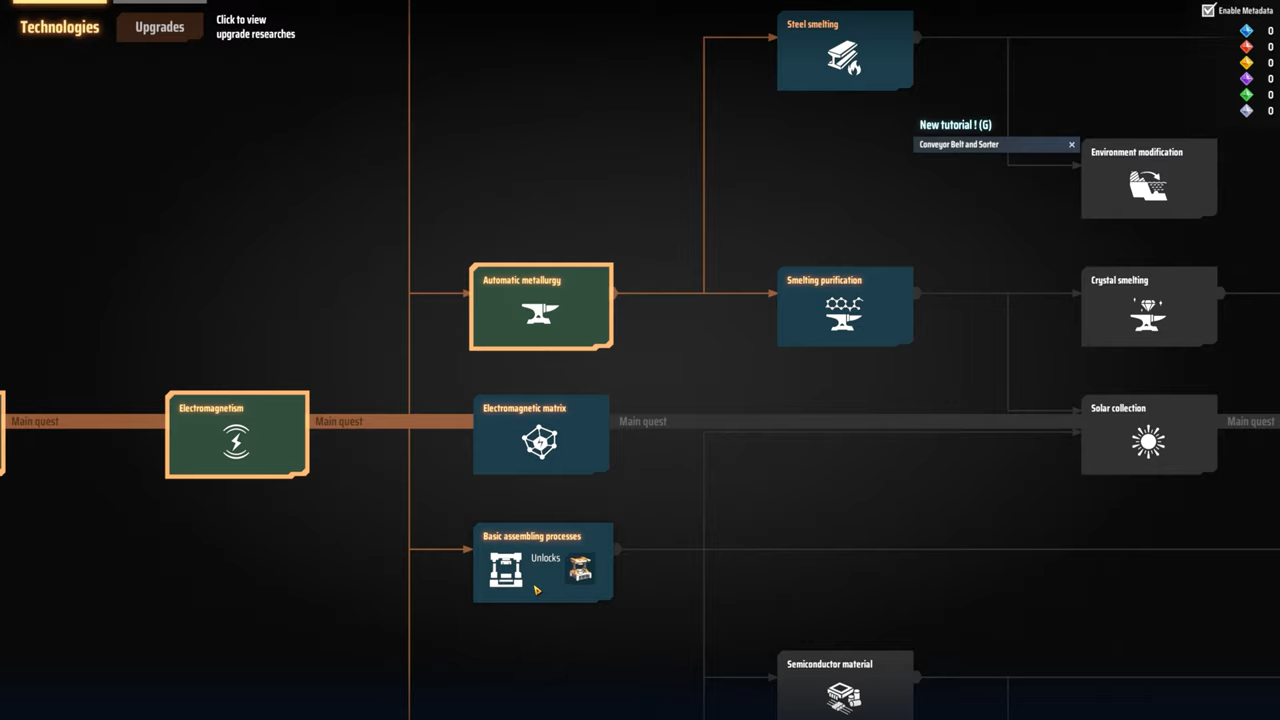 Technologies
Upgrades
Click to view
upgrade researches
Enable Metadata
0
0
0
0
0
0
Steel smelting
New tutorial ! (G)
Conveyor Belt and Sorter
Environment modification
Automatic metallurgy
Smelting purification
Crystal smelting
Main quest
Electromagnetism
Main quest
Electromagnetic matrix
Main quest
Solar collection
Main quest
Basic assembling processes
Unlocks
Semiconductor material